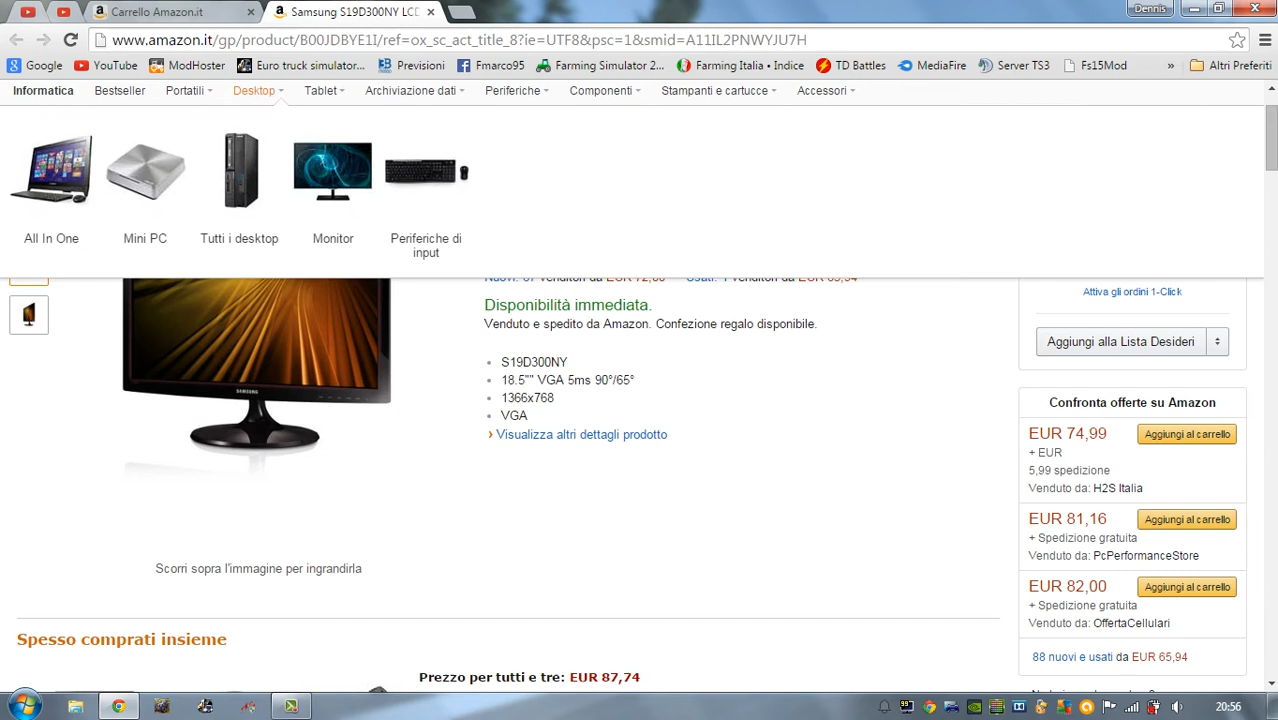 Carrello Amazon.it
Samsung S19D300NY LCD
Dennis
www.amazon.it/gp/product/B00JDBYE1I/ref=ox_sc_act_title_8?ie=UTF8&psc=1&smid=A11IL2PNWYJU7H
Google YouTube ModHoster Euro truck simulator... Previsioni Fmarco95 Farming Simulator 2... Farming Italia • Indice TD Battles MediaFire Server TS3 Fs15Mod » Altri Preferiti
Informatica Bestseller Portatili Desktop Tablet Archiviazione dati Periferiche Componenti Stampanti e cartucce Accessori
All In One Mini PC Tutti i desktop Monitor Periferiche di
input
Attiva gli ordini 1-Click
Disponibilità immediata.
Venduto e spedito da Amazon. Confezione regalo disponibile.
Aggiungi alla Lista Desideri
S19D300NY
18.5"" VGA 5ms 90°/65°
1366x768
VGA
› Visualizza altri dettagli prodotto
SAMSUNG
Scorri sopra l'immagine per ingrandirla
Confronta offerte su Amazon
EUR 74,99 Aggiungi al carrello
+ EUR
5,99 spedizione
Venduto da: H2S Italia
EUR 81,16 Aggiungi al carrello
+ Spedizione gratuita
Venduto da: PcPerformanceStore
EUR 82,00 Aggiungi al carrello
+ Spedizione gratuita
Venduto da: OffertaCellulari
88 nuovi e usati da EUR 65,94
Spesso comprati insieme
Prezzo per tutti e tre: EUR 87,74
20:56